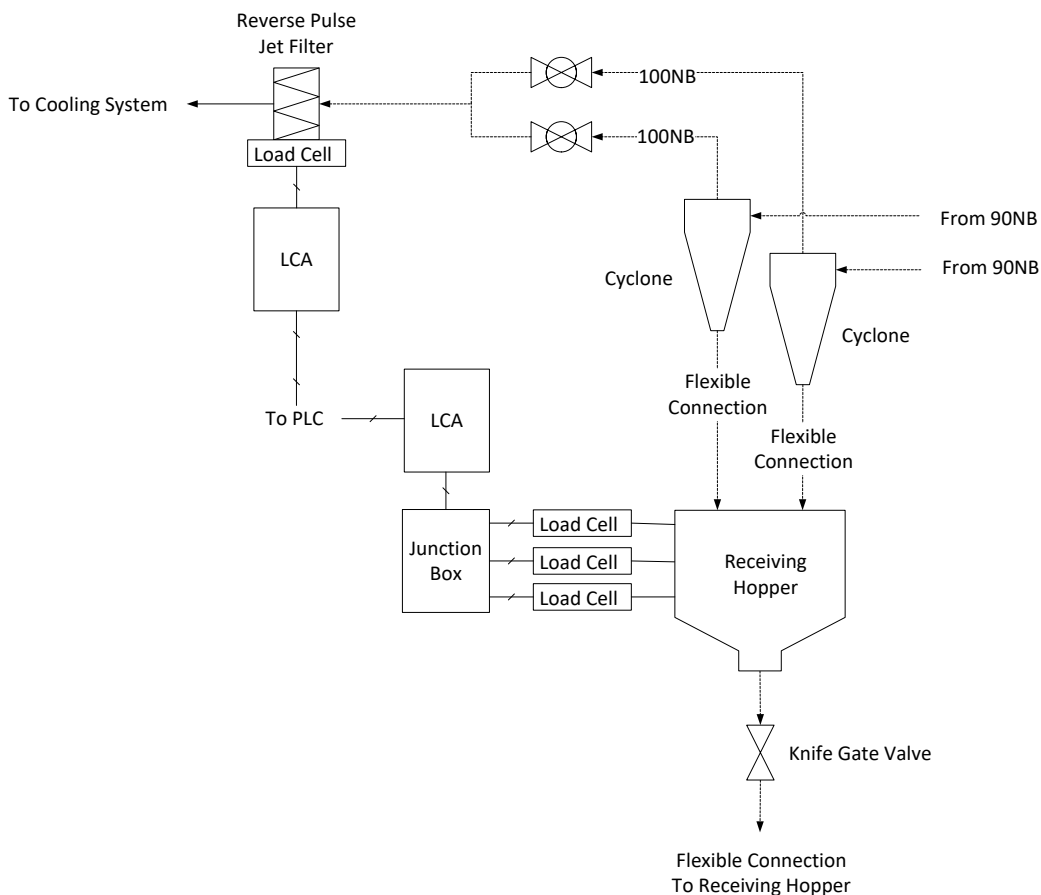 Reverse Pulse
Jet Filter
To Cooling System
100NB
100NB
Load Cell
LCA
From 90NB
From 90NB
Cyclone
Cyclone
Flexible
Connection
Flexible
Connection
To PLC
LCA
Junction
Box
Load Cell
Load Cell
Load Cell
Receiving
Hopper
Knife Gate Valve
Flexible Connection
To Receiving Hopper